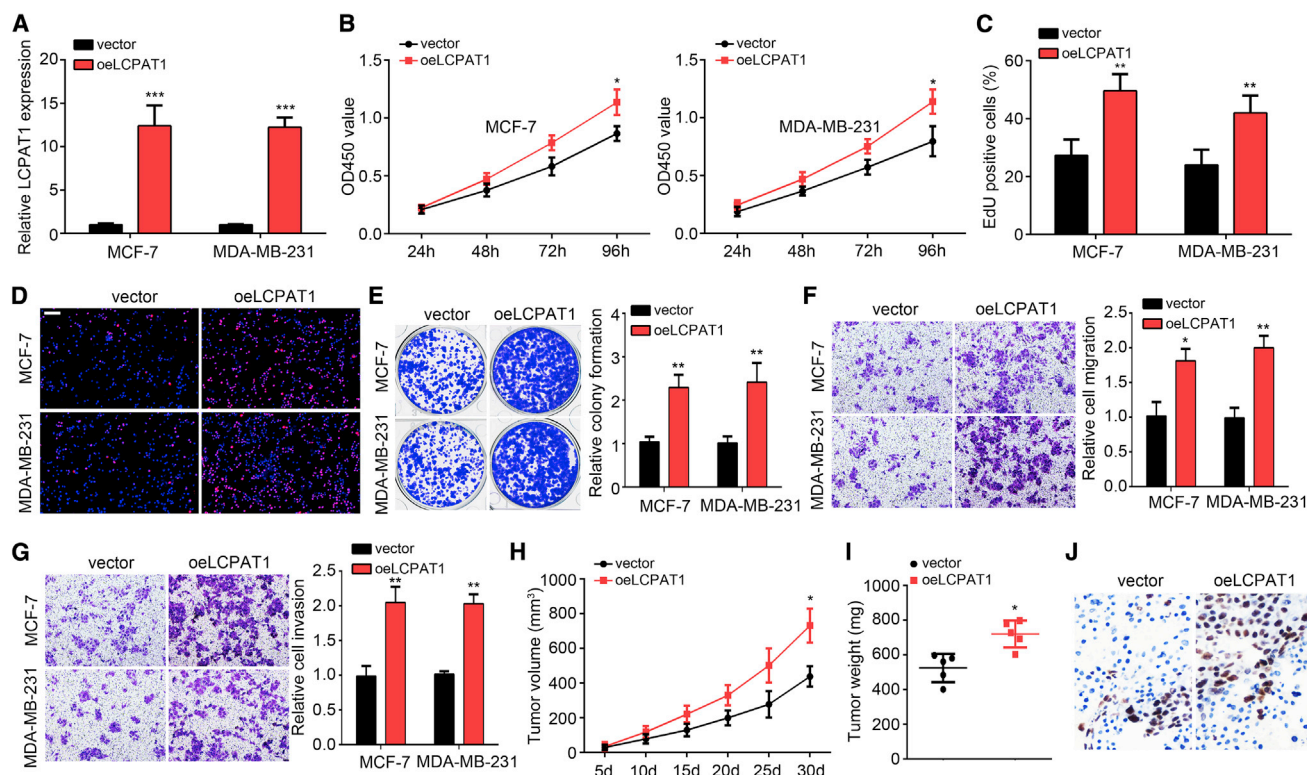 A
vector
oeLCPAT1
Relative LCPAT1 expression
20
15
10
5
0
***
***
MCF-7
MDA-MB-231
B
vector
oeLCPAT1
OD450 value
1.5
1.0
0.5
0.0
MCF-7
*
24h
48h
72h
96h
vector
oeLCPAT1
OD450 value
1.5
1.0
0.5
0.0
MDA-MB-231
*
24h
48h
72h
96h
C
vector
oeLCPAT1
EdU positive cells (%)
60
40
20
0
**
**
MCF-7
MDA-MB-231
D
vector
oeLCPAT1
MCF-7
MDA-MB-231
E
vector
oeLCPAT1
MCF-7
MDA-MB-231
vector
oeLCPAT1
Relative colony formation
4
3
2
1
0
**
**
MCF-7
MDA-MB-231
F
vector
oeLCPAT1
MCF-7
MDA-MB-231
vector
oeLCPAT1
Relative cell migration
2.5
2.0
1.5
1.0
0.5
0.0
*
**
MCF-7
MDA-MB-231
G
vector
oeLCPAT1
MCF-7
MDA-MB-231
vector
oeLCPAT1
Relative cell invasion
2.5
2.0
1.5
1.0
0.5
0.0
**
**
MCF-7
MDA-MB-231
H
vector
oeLCPAT1
Tumor volume (mm³)
1000
800
600
400
200
0
*
5d
10d
15d
20d
25d
30d
I
vector
oeLCPAT1
Tumor weight (mg)
1000
800
600
400
200
0
*
J
vector
oeLCPAT1